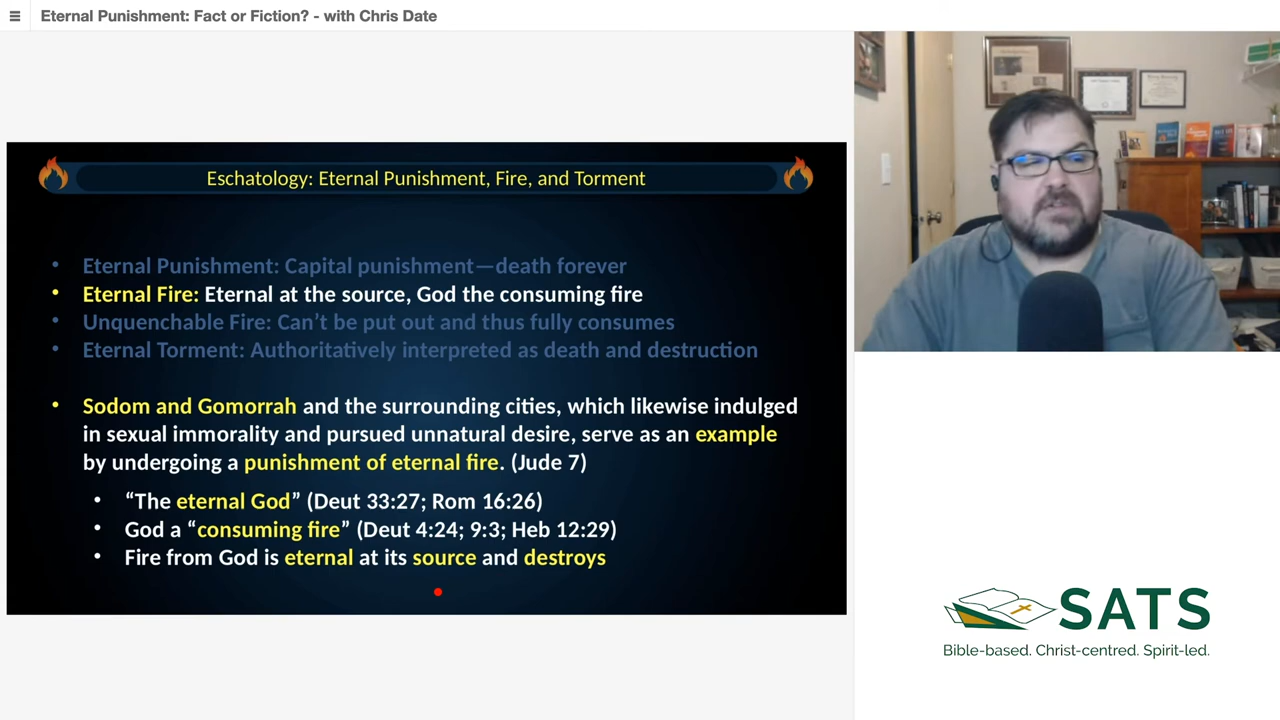 Eternal Punishment: Fact or Fiction? - with Chris Date
Eschatology: Eternal Punishment, Fire, and Torment
• Eternal Punishment: Capital punishment—death forever
• Eternal Fire: Eternal at the source, God the consuming fire
• Unquenchable Fire: Can’t be put out and thus fully consumes
• Eternal Torment: Authoritatively interpreted as death and destruction
• Sodom and Gomorrah and the surrounding cities, which likewise indulged
in sexual immorality and pursued unnatural desire, serve as an example
by undergoing a punishment of eternal fire. (Jude 7)
• “The eternal God” (Deut 33:27; Rom 16:26)
• God a “consuming fire” (Deut 4:24; 9:3; Heb 12:29)
• Fire from God is eternal at its source and destroys
SATS
Bible-based. Christ-centred. Spirit-led.